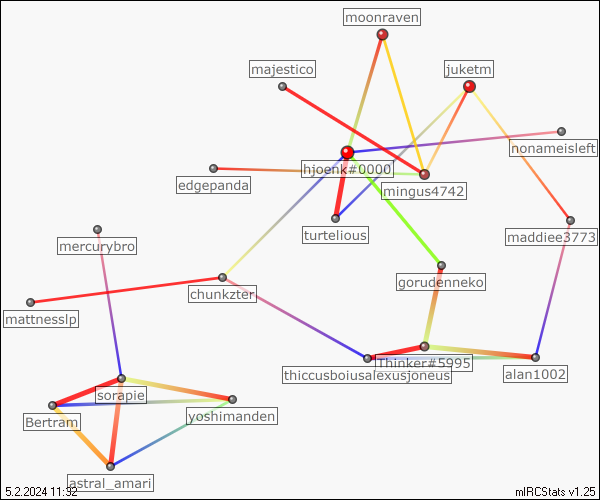 moonraven
majestico
juketm
nonameisleft
hjoenk#0000
edgepanda
mingus4742
turtelious
maddiee3773
mercurybro
gorudenneko
chunkzter
mattnesslp
Thinker#5995
thiccusboiusalexusjoneus
alan1002
sorapie
Bertram
yoshimanden
astral_amari
5.2.2024 11:32
mIRCStats v1.25